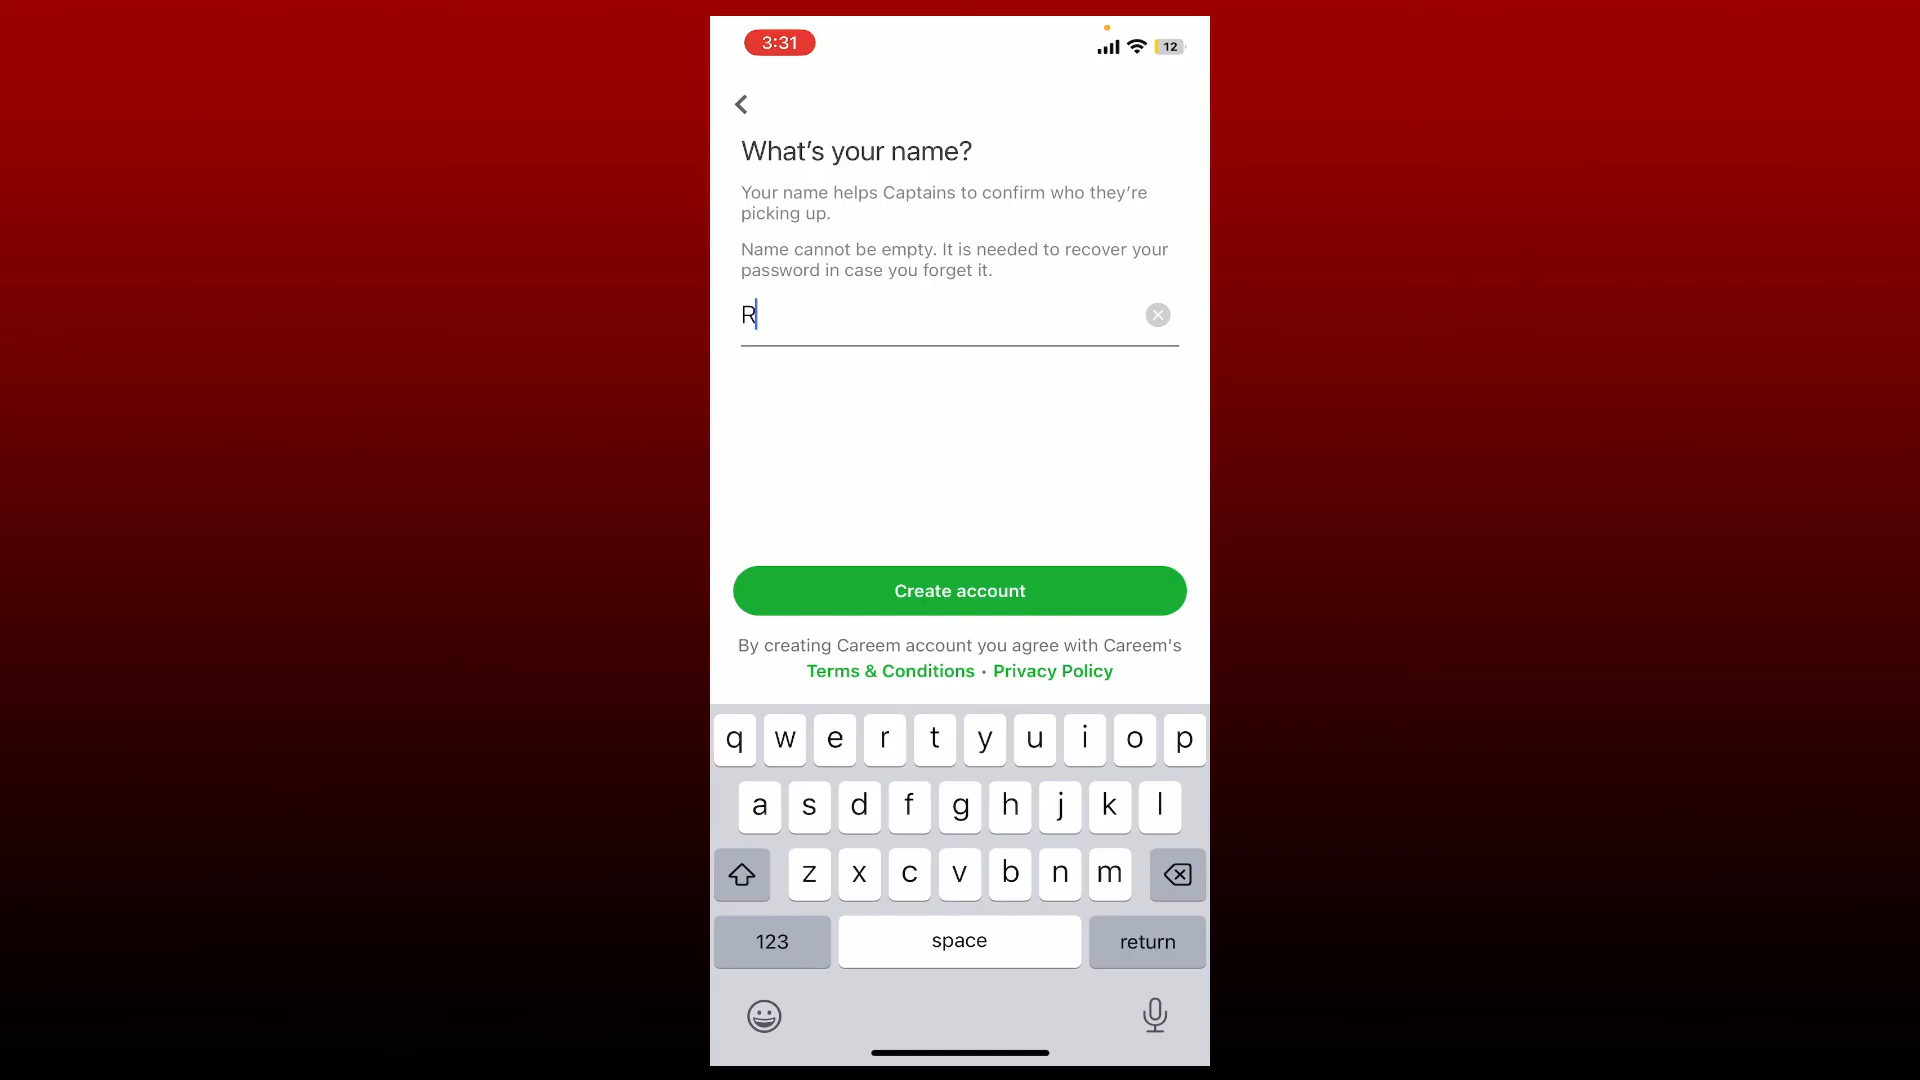 3:31
12
What's your name?
Your name helps Captains to confirm who they're
picking up.
Name cannot be empty. It is needed to recover your
password in case you forget it.
R
Create account
By creating Careem account you agree with Careem's
Terms & Conditions • Privacy Policy
q w e r t y u i o p
a s d f g h j k l
z x c v b n m
123 space return